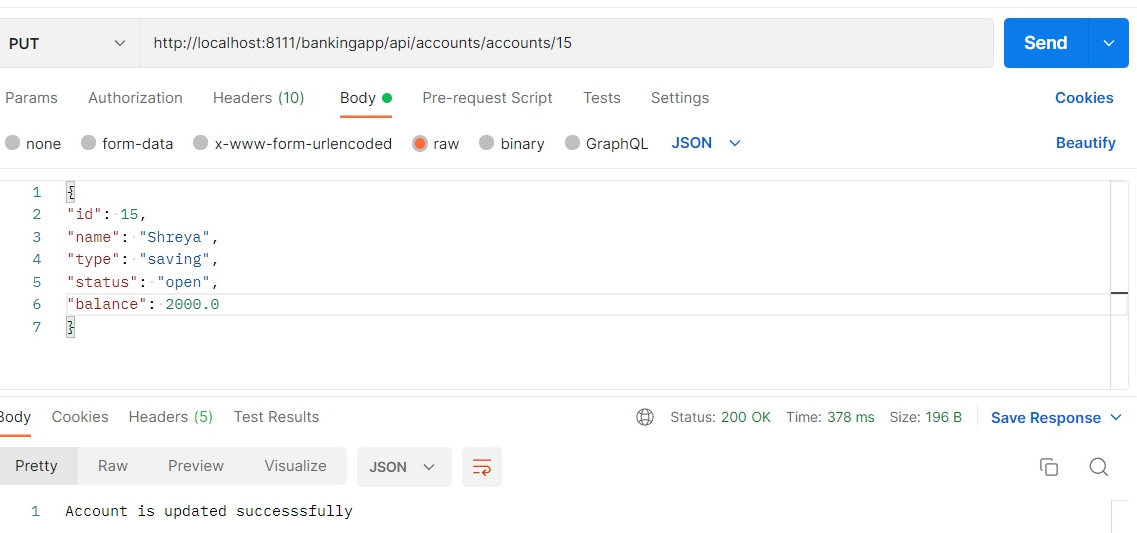 PUT http://localhost:8111/bankingapp/api/accounts/accounts/15 Send
Params Authorization Headers (10) Body Pre-request Script Tests Settings Cookies
none form-data x-www-form-urlencoded raw binary GraphQL JSON Beautify
1 {
2 "id": 15,
3 "name": "Shreya",
4 "type": "saving",
5 "status": "open",
6 "balance": 2000.0
7 }
Body Cookies Headers (5) Test Results Status: 200 OK Time: 378 ms Size: 196 B Save Response
Pretty Raw Preview Visualize JSON
1 Account is updated successsfully